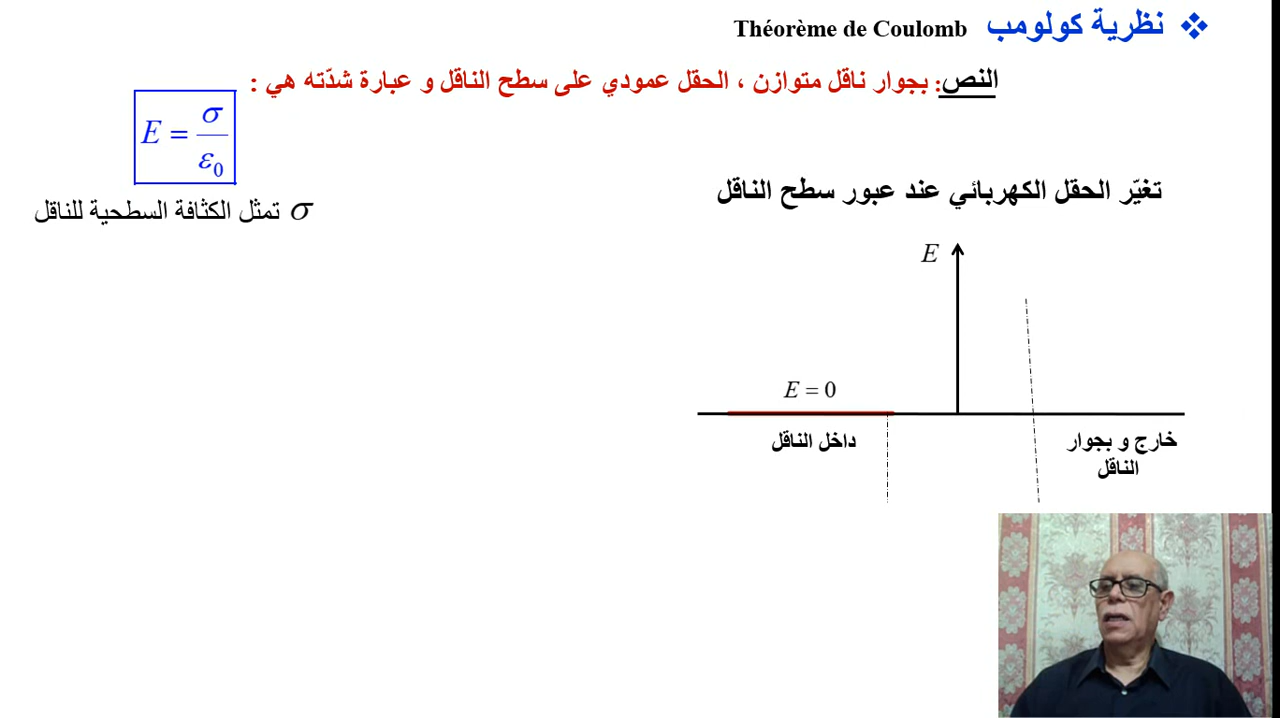 ❖ نظرية كولومب Théorème de Coulomb
النص: بجوار ناقل متوازن ، الحقل عمودي على سطح الناقل و عبارة شدّته هي :
E = σ / ε₀
σ تمثل الكثافة السطحية للناقل
تغيّر الحقل الكهربائي عند عبور سطح الناقل
E
E = 0
داخل الناقل
خارج و بجوار
الناقل